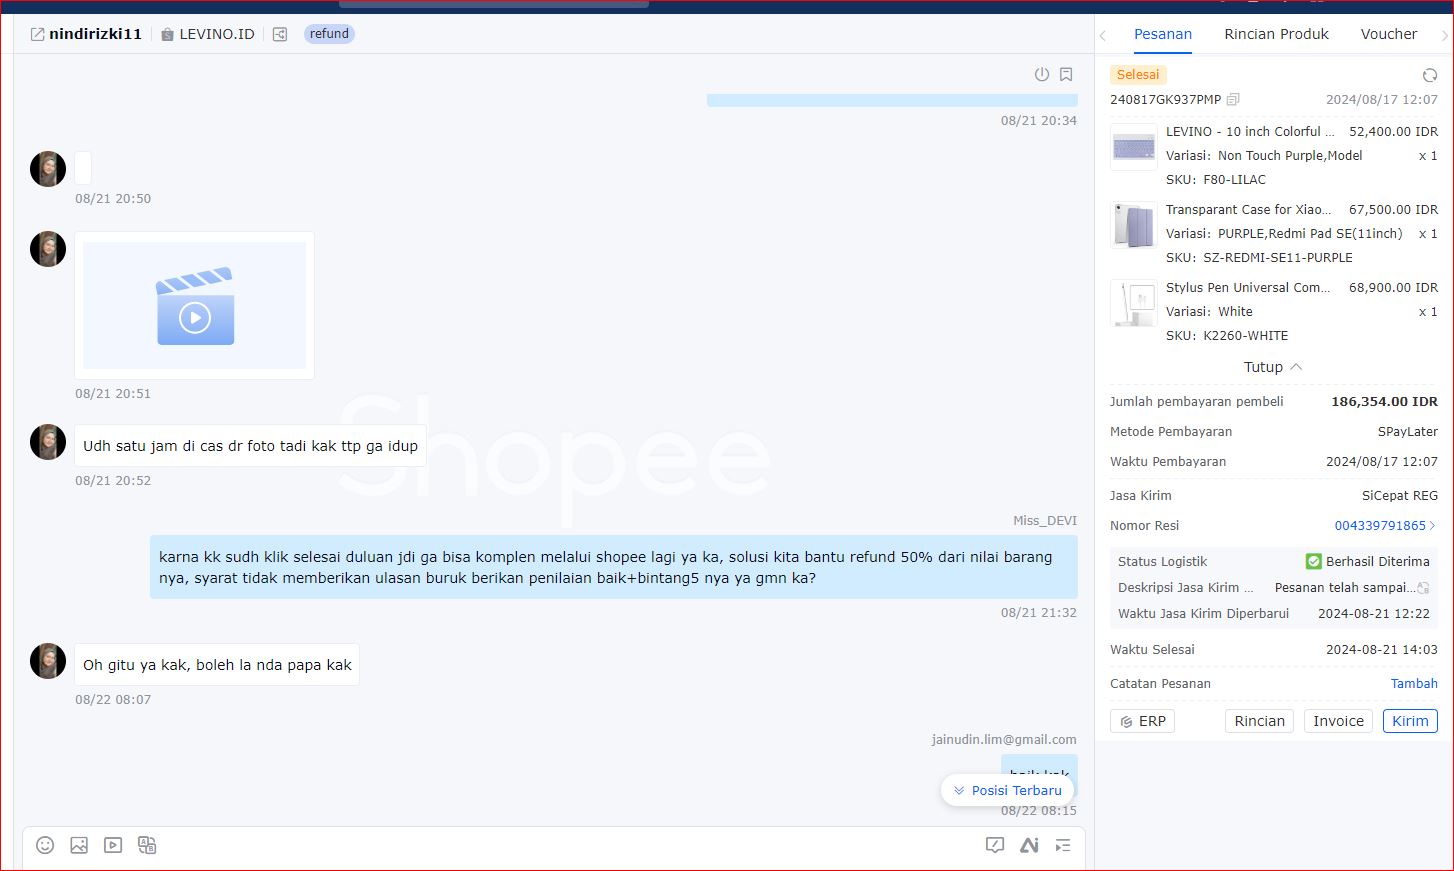 nindirizki11
LEVINO.ID
refund
08/21 20:34
08/21 20:50
08/21 20:51
Udh satu jam di cas dr foto tadi kak ttp ga idup
08/21 20:52
Shopee
Miss_DEVI
karna kk sudh klik selesai duluan jdi ga bisa komplen melalui shopee lagi ya ka, solusi kita bantu refund 50% dari nilai barang
nya, syarat tidak memberikan ulasan buruk berikan penilaian baik+bintang5 nya ya gmn ka?
08/21 21:32
Oh gitu ya kak, boleh la nda papa kak
08/22 08:07
jainudin.lim@gmail.com
baik kak
Posisi Terbaru
08/22 08:15
Pesanan Rincian Produk Voucher
Selesai
240817GK937PMP 2024/08/17 12:07
LEVINO - 10 inch Colorful ... 52,400.00 IDR
Variasi: Non Touch Purple,Model x 1
SKU: F80-LILAC
Transparant Case for Xiao... 67,500.00 IDR
Variasi: PURPLE,Redmi Pad SE(11inch) x 1
SKU: SZ-REDMI-SE11-PURPLE
Stylus Pen Universal Com... 68,900.00 IDR
Variasi: White x 1
SKU: K2260-WHITE
Tutup
Jumlah pembayaran pembeli 186,354.00 IDR
Metode Pembayaran SPayLater
Waktu Pembayaran 2024/08/17 12:07
Jasa Kirim SiCepat REG
Nomor Resi 004339791865
Status Logistik Berhasil Diterima
Deskripsi Jasa Kirim ... Pesanan telah sampai...
Waktu Jasa Kirim Diperbarui 2024-08-21 12:22
Waktu Selesai 2024-08-21 14:03
Catatan Pesanan Tambah
ERP Rincian Invoice Kirim